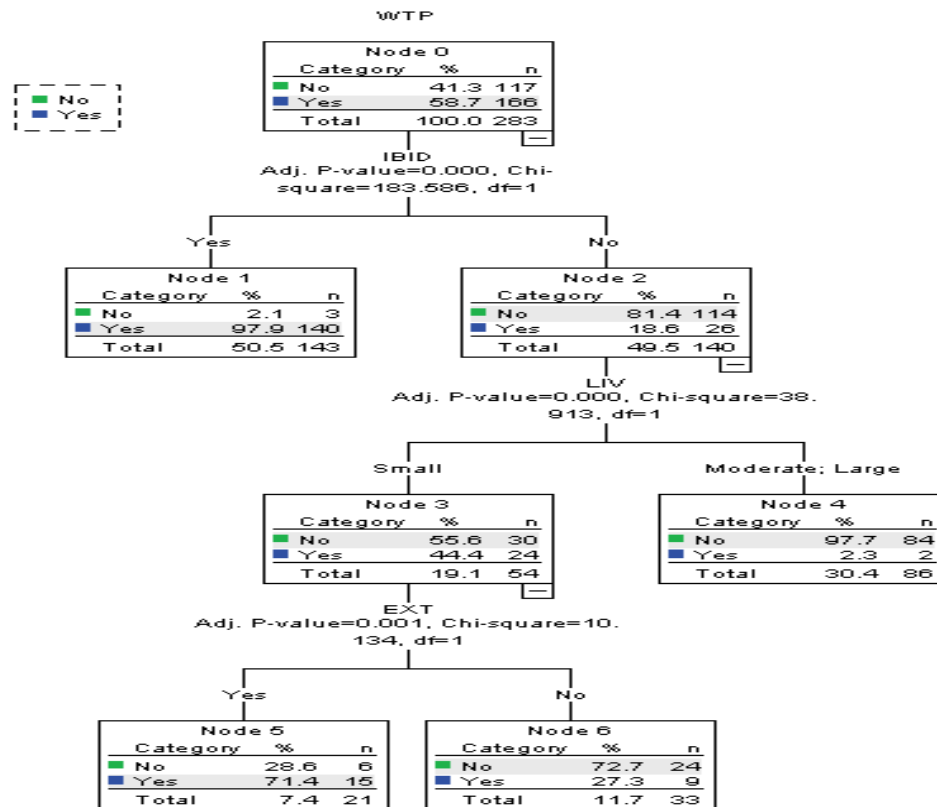 WTP
No
Yes
Node 0
Category % n
No 41.3 117
Yes 58.7 166
Total 100.0 283
IBID
Adj. P-value=0.000, Chi-
square=183.586, df=1
Yes
No
Node 1
Category % n
No 2.1 3
Yes 97.9 140
Total 50.5 143
Node 2
Category % n
No 81.4 114
Yes 18.6 26
Total 49.5 140
LIV
Adj. P-value=0.000, Chi-square=38.
913, df=1
Small
Moderate; Large
Node 3
Category % n
No 55.6 30
Yes 44.4 24
Total 19.1 54
Node 4
Category % n
No 97.7 84
Yes 2.3 2
Total 30.4 86
EXT
Adj. P-value=0.001, Chi-square=10.
134, df=1
Yes
No
Node 5
Category % n
No 28.6 6
Yes 71.4 15
Total 7.4 21
Node 6
Category % n
No 72.7 24
Yes 27.3 9
Total 11.7 33